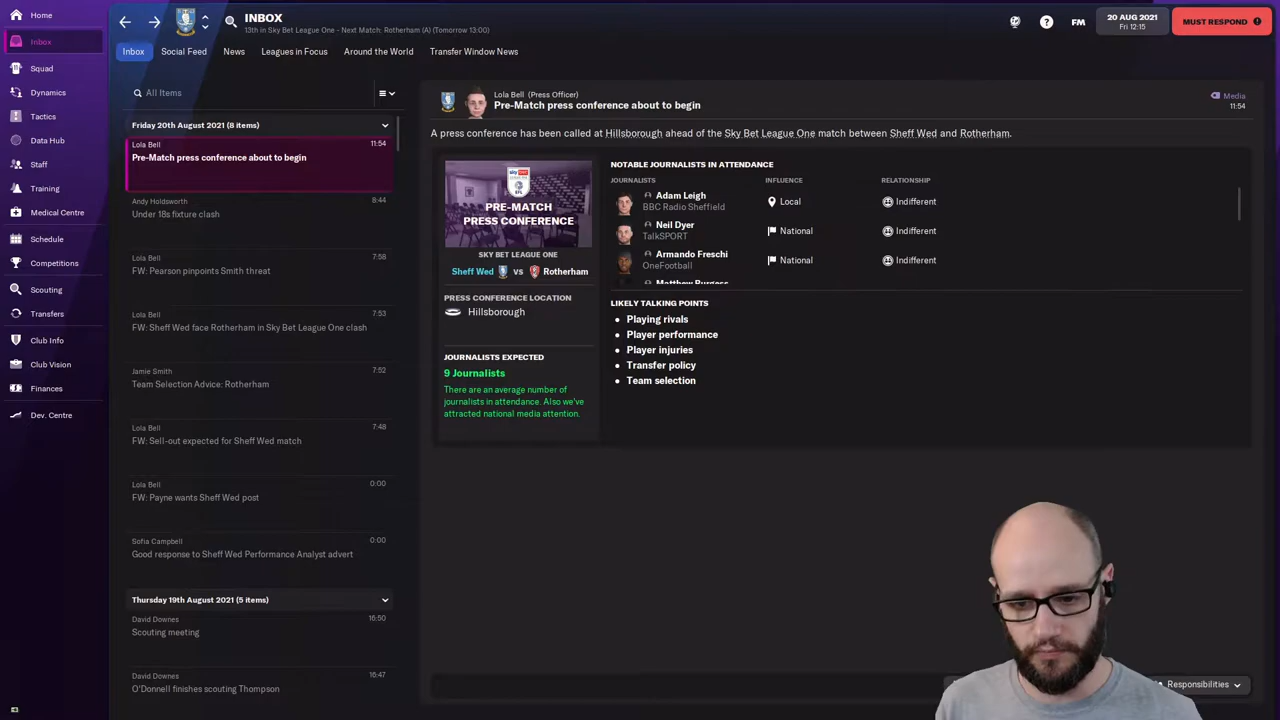 Home
Inbox
Squad
Dynamics
Tactics
Data Hub
Staff
Training
Medical Centre
Schedule
Competitions
Scouting
Transfers
Club Info
Club Vision
Finances
Dev. Centre
INBOX
13th in Sky Bet League One - Next Match: Rotherham (A) (Tomorrow 13:00)
FM
20 AUG 2021
Fri 12:15
MUST RESPOND
Inbox
Social Feed
News
Leagues in Focus
Around the World
Transfer Window News
All Items
Friday 20th August 2021 (8 items)
Lola Bell 11:54
Pre-Match press conference about to begin
Andy Holdsworth 8:44
Under 18s fixture clash
Lola Bell 7:58
FW: Pearson pinpoints Smith threat
Lola Bell 7:53
FW: Sheff Wed face Rotherham in Sky Bet League One clash
Jamie Smith 7:52
Team Selection Advice: Rotherham
Lola Bell 7:48
FW: Sell-out expected for Sheff Wed match
Lola Bell 0:00
FW: Payne wants Sheff Wed post
Sofia Campbell 0:00
Good response to Sheff Wed Performance Analyst advert
Thursday 19th August 2021 (5 items)
David Downes 16:50
Scouting meeting
David Downes 16:47
O'Donnell finishes scouting Thompson
Lola Bell (Press Officer)
Pre-Match press conference about to begin
Media
11:54
A press conference has been called at Hillsborough ahead of the Sky Bet League One match between Sheff Wed and Rotherham.
sky bet
EFL
PRE-MATCH
PRESS CONFERENCE
SKY BET LEAGUE ONE
Sheff Wed vs Rotherham
PRESS CONFERENCE LOCATION
Hillsborough
JOURNALISTS EXPECTED
9 Journalists
There are an average number of
journalists in attendance. Also we've
attracted national media attention.
NOTABLE JOURNALISTS IN ATTENDANCE
JOURNALISTS INFLUENCE RELATIONSHIP
Adam Leigh
BBC Radio Sheffield
Local
Indifferent
Neil Dyer
TalkSPORT
National
Indifferent
Armando Freschi
OneFootball
National
Indifferent
Matthew Burgess
LIKELY TALKING POINTS
Playing rivals
Player performance
Player injuries
Transfer policy
Team selection
Responsibilities